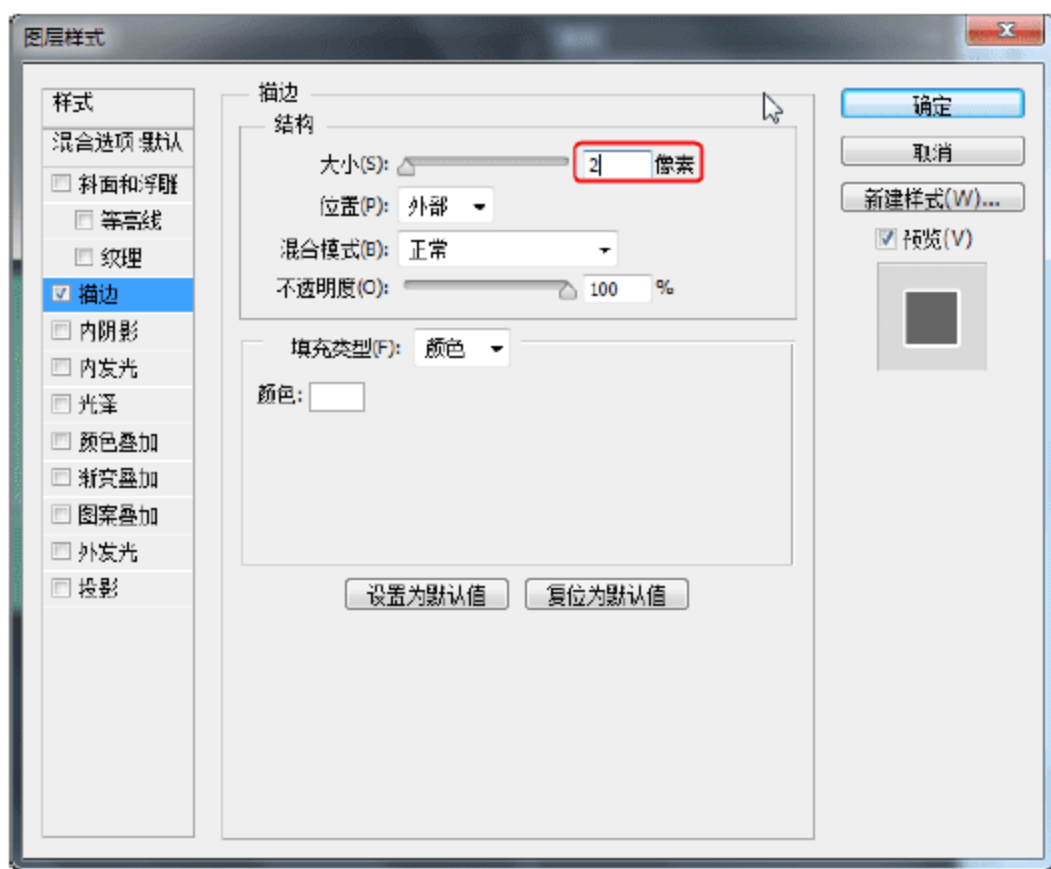 图层样式
样式
混合选项:默认
斜面和浮雕
等高线
纹理
描边
内阴影
内发光
光泽
颜色叠加
渐变叠加
图案叠加
外发光
投影
描边
结构
大小(S): 2 像素
位置(P): 外部
混合模式(B): 正常
不透明度(O): 100 %
填充类型(F): 颜色
颜色:
设置为默认值 复位为默认值
确定
取消
新建样式(W)...
预览(V)